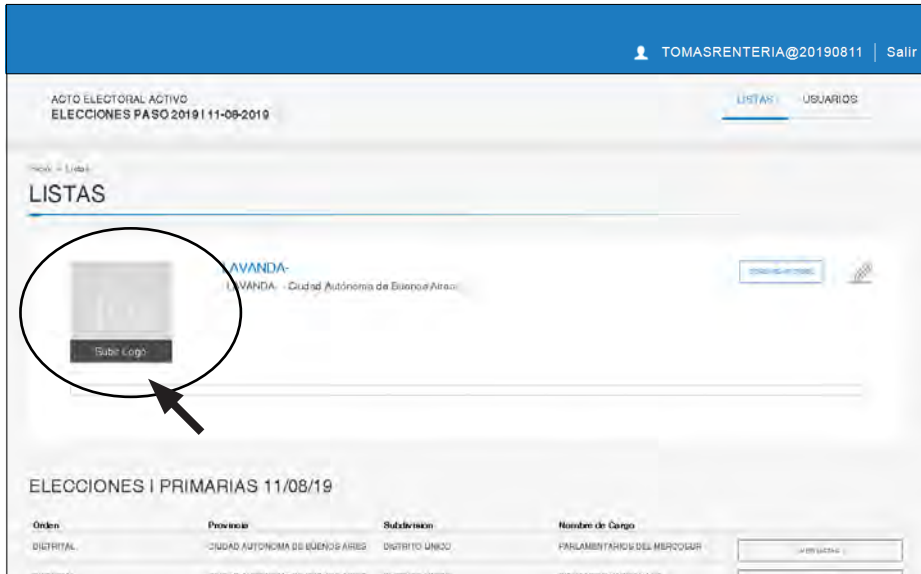 TOMASRENTERIA@20190811 | Salir
ACTO ELECTORAL ACTIVO
ELECCIONES PASO 2019 | 11-08-2019
LISTAS USUARIOS
Inicio » Listas
LISTAS
LAVANDA-
LAVANDA- - Ciudad Autónoma de Buenos Aires
Subir Logo
ELECCIONES | PRIMARIAS 11/08/19
Orden Provincia Subdivision Nombre de Cargo
DISTRITAL CIUDAD AUTONOMA DE BUENOS AIRES DISTRITO UNICO PARLAMENTARIOS DEL MERCOSUR